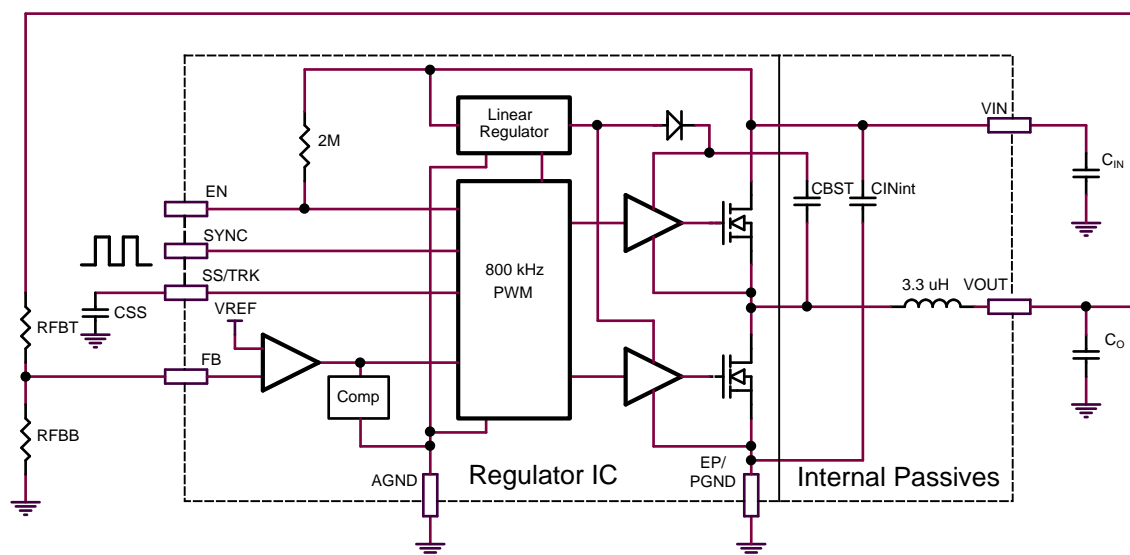 Linear
Regulator
VIN
2M
CIN
CBST
CINint
EN
SYNC
800 kHz
PWM
SS/TRK
3.3 uH
VOUT
CSS
VREF
RFBT
CO
FB
Comp
RFBB
AGND
Regulator IC
EP/
PGND
Internal Passives